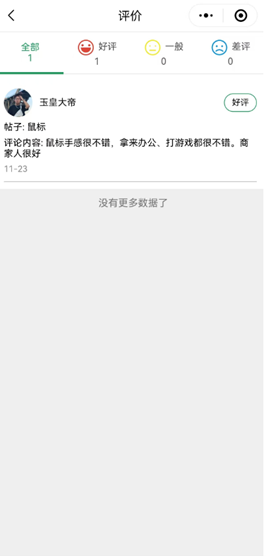 评价
全部
1
好评
1
一般
0
差评
0
玉皇大帝
好评
帖子: 鼠标
评论内容: 鼠标手感很不错，拿来办公、打游戏都很不错。商
家人很好
11-23
没有更多数据了